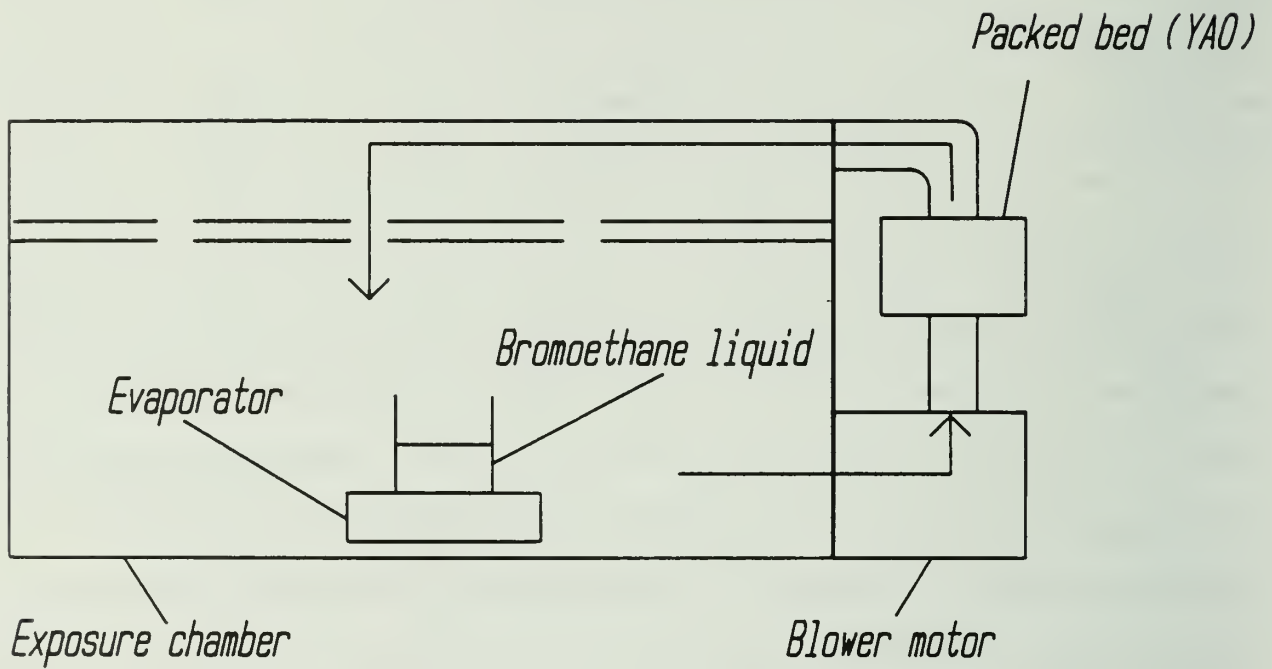 Packed bed (YAO)
Bromoethane liquid
Evaporator
Exposure chamber
Blower motor